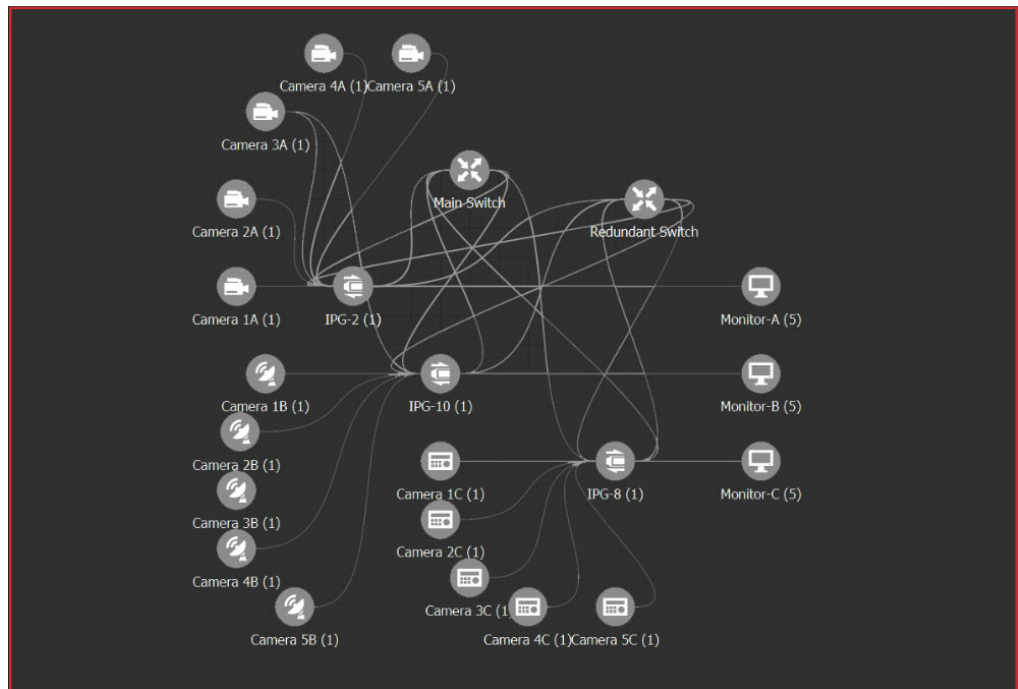 Camera 4A (1)
Camera 5A (1)
Camera 3A (1)
Main Switch
Camera 2A (1)
Redundant Switch
Camera 1A (1)
IPG-2 (1)
Monitor-A (5)
Camera 1B (1)
IPG-10 (1)
Monitor-B (5)
Camera 2B (1)
Camera 1C (1)
IPG-8 (1)
Monitor-C (5)
Camera 3B (1)
Camera 2C (1)
Camera 4B (1)
Camera 3C (1)
Camera 5B (1)
Camera 4C (1)
Camera 5C (1)